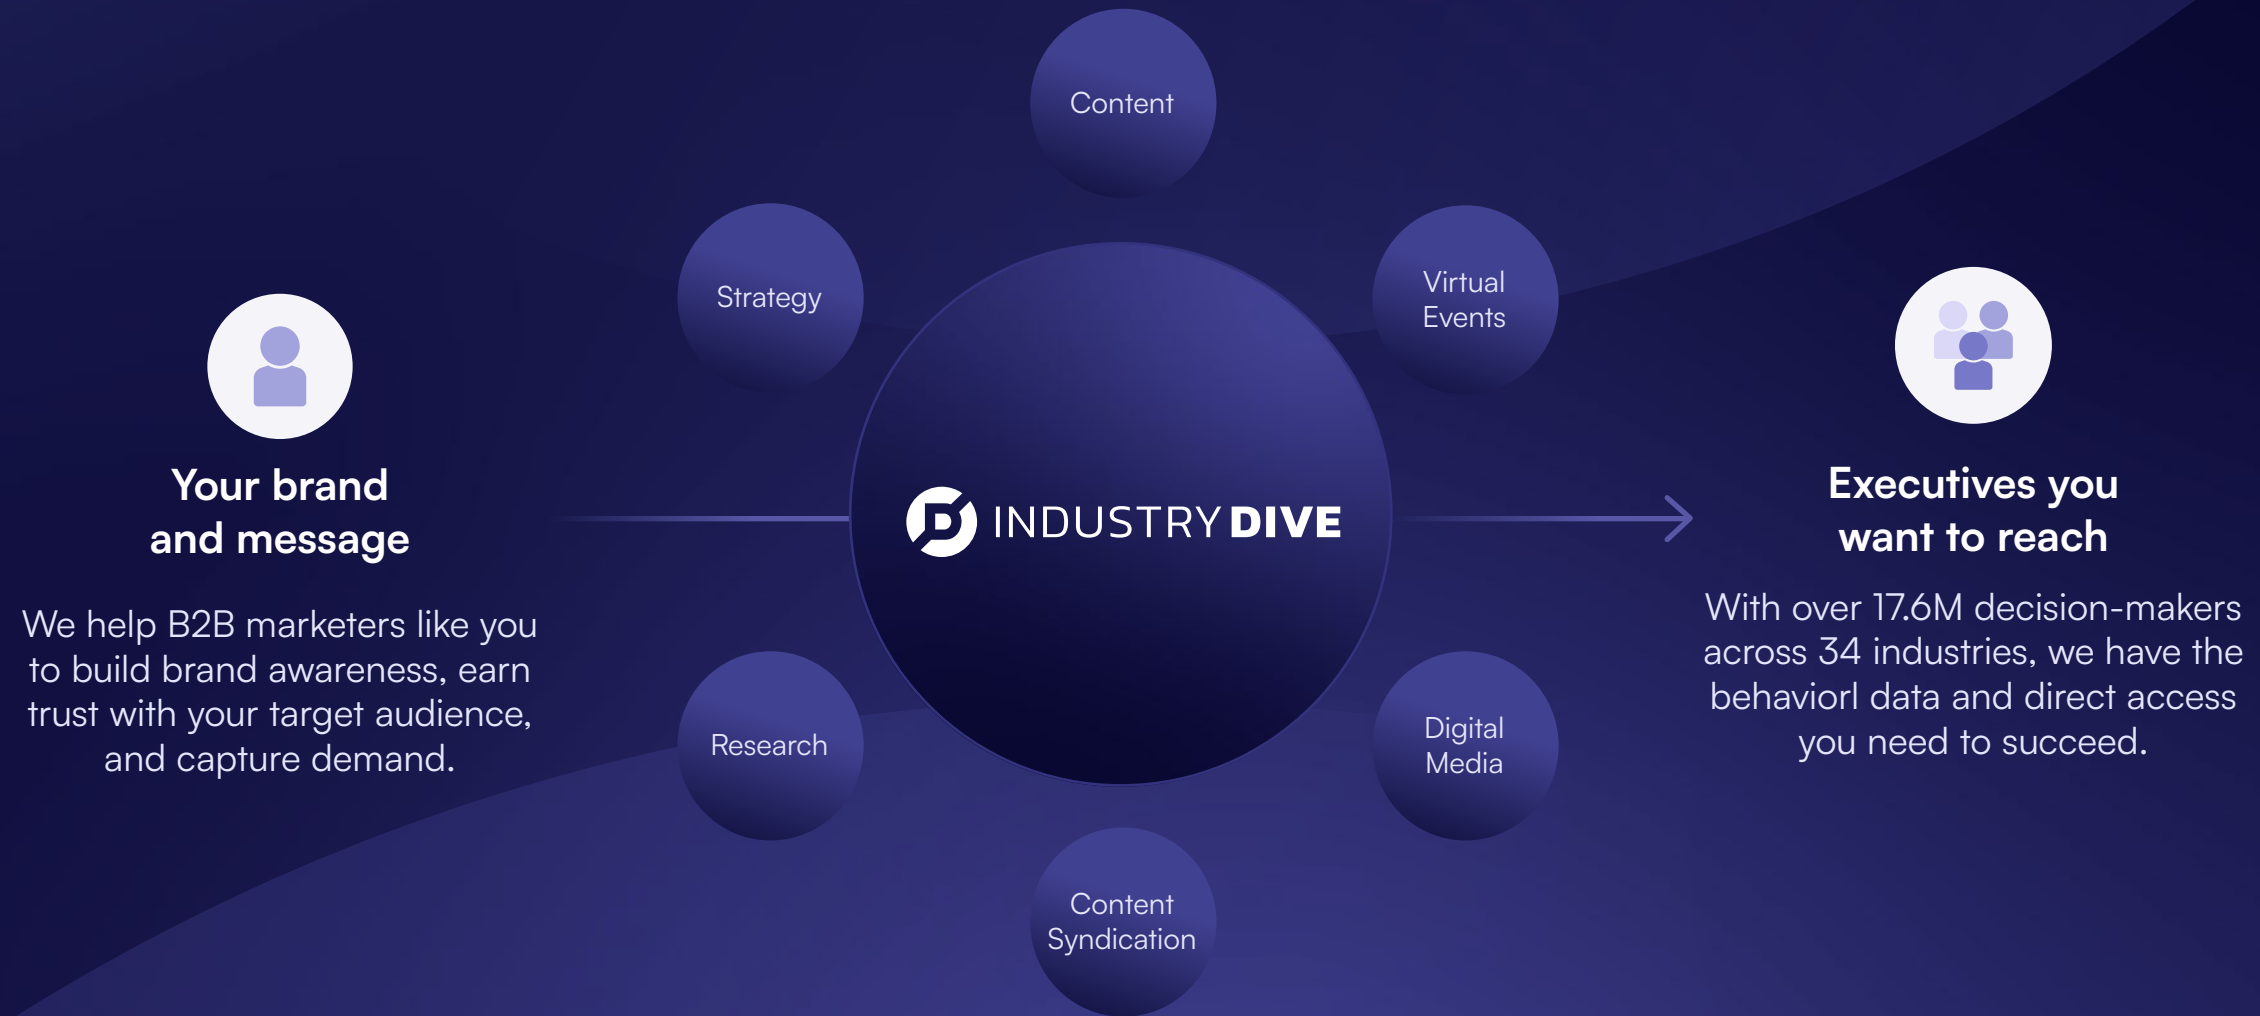 Your brand
and message
We help B2B marketers like you
to build brand awareness, earn
trust with your target audience,
and capture demand.
Content
Strategy
Virtual
Events
INDUSTRY DIVE
Research
Digital
Media
Content
Syndication
Executives you
want to reach
With over 17.6M decision-makers
across 34 industries, we have the
behaviorl data and direct access
you need to succeed.